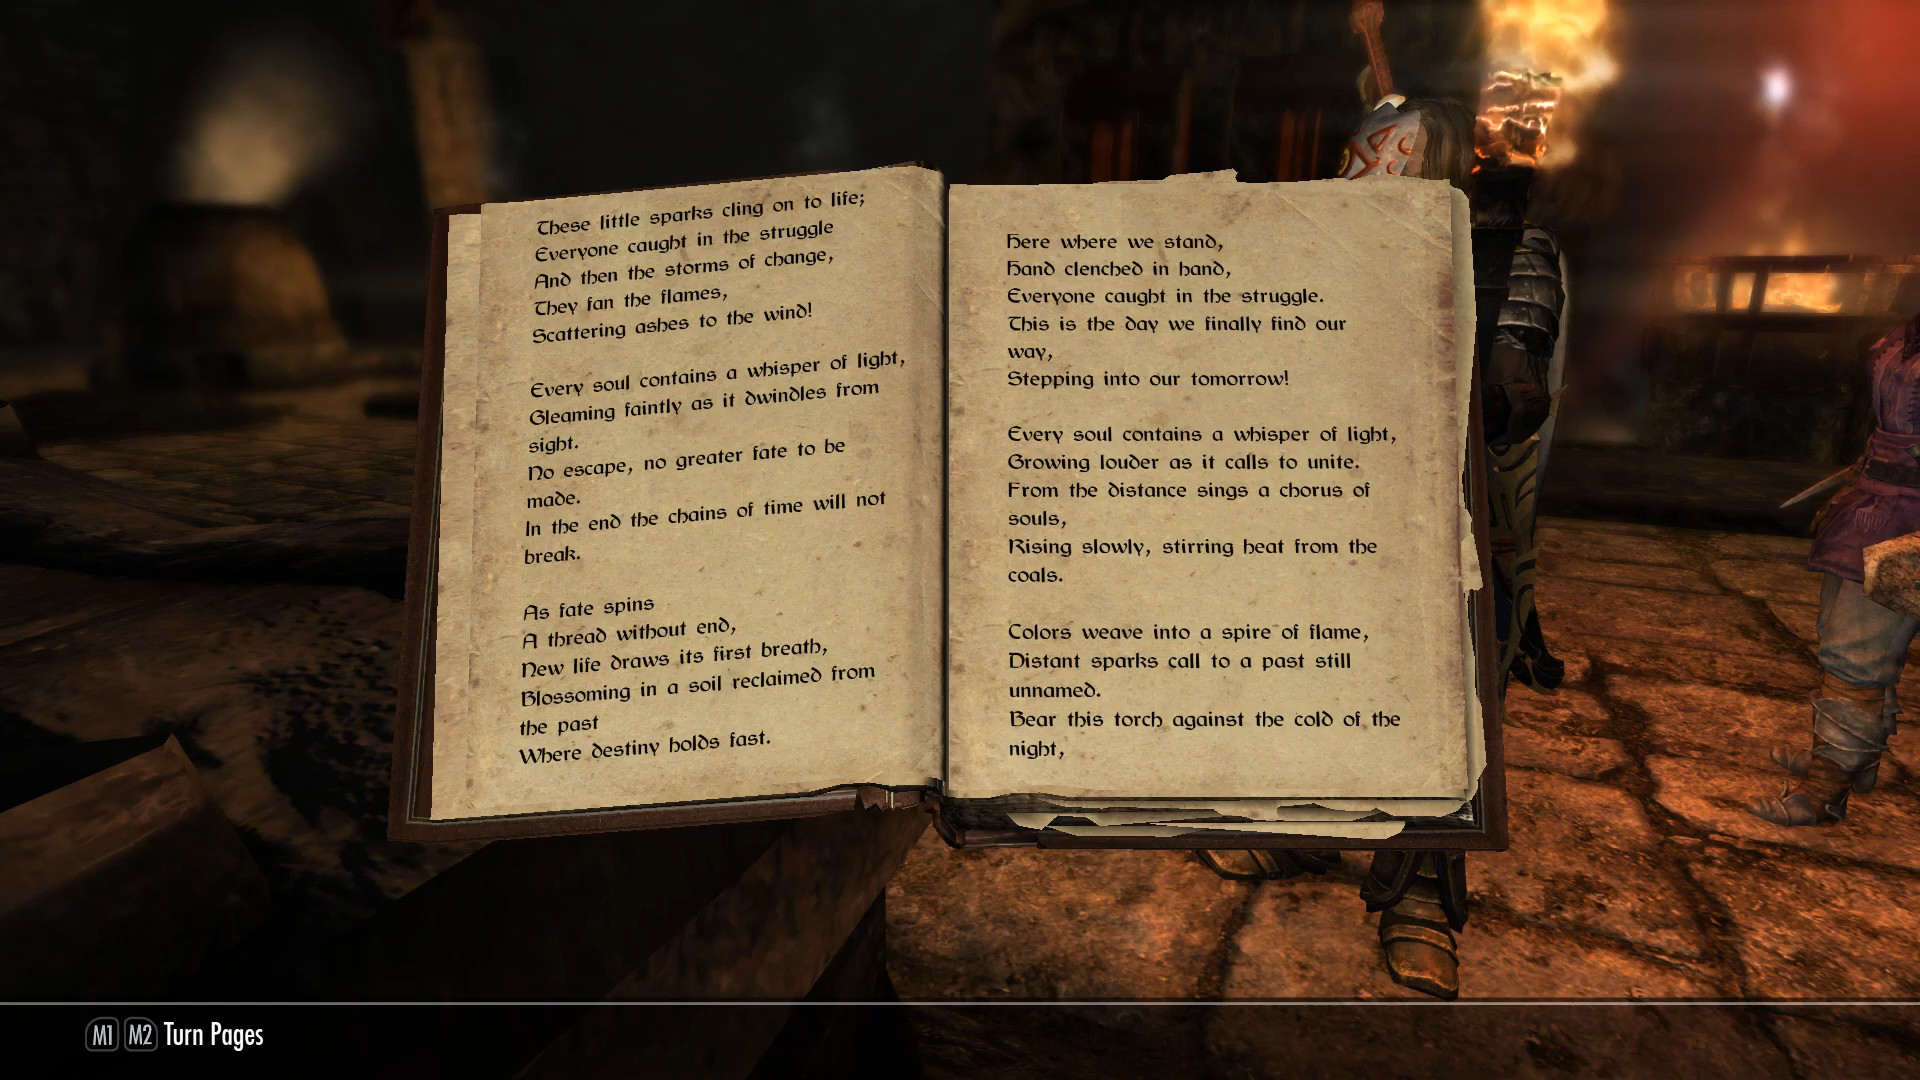 These little sparks cling on to life;
Everyone caught in the struggle
And then the storms of change,
They fan the flames,
Scattering ashes to the wind!
Every soul contains a whisper of light,
Gleaming faintly as it dwindles from
sight.
No escape, no greater fate to be
made.
In the end the chains of time will not
break.
As fate spins
A thread without end,
New life draws its first breath,
Blossoming in a soil reclaimed from
the past
Where destiny holds fast.
Here where we stand,
Hand clenched in hand,
Everyone caught in the struggle.
This is the day we finally find our
way,
Stepping into our tomorrow!
Every soul contains a whisper of light,
Growing louder as it calls to unite.
From the distance sings a chorus of
souls,
Rising slowly, stirring heat from the
coals.
Colors weave into a spire of flame,
Distant sparks call to a past still
unnamed.
Bear this torch against the cold of the
night,
M1 M2 Turn Pages